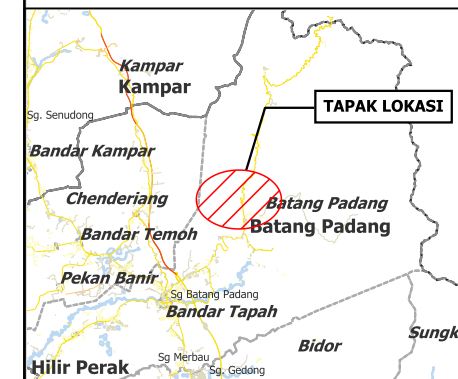 Kampar
Kampar
TAPAK LOKASI
Sg. Senudong
Bandar Kampar
Chenderiang
Batang Padang
Batang Padang
Bandar Temoh
Pekan Banir
Sg Batang Padang
Bandar Tapah
Bidor
Sungk
Sg Merbau
Hilir Perak
Sg. Gedong